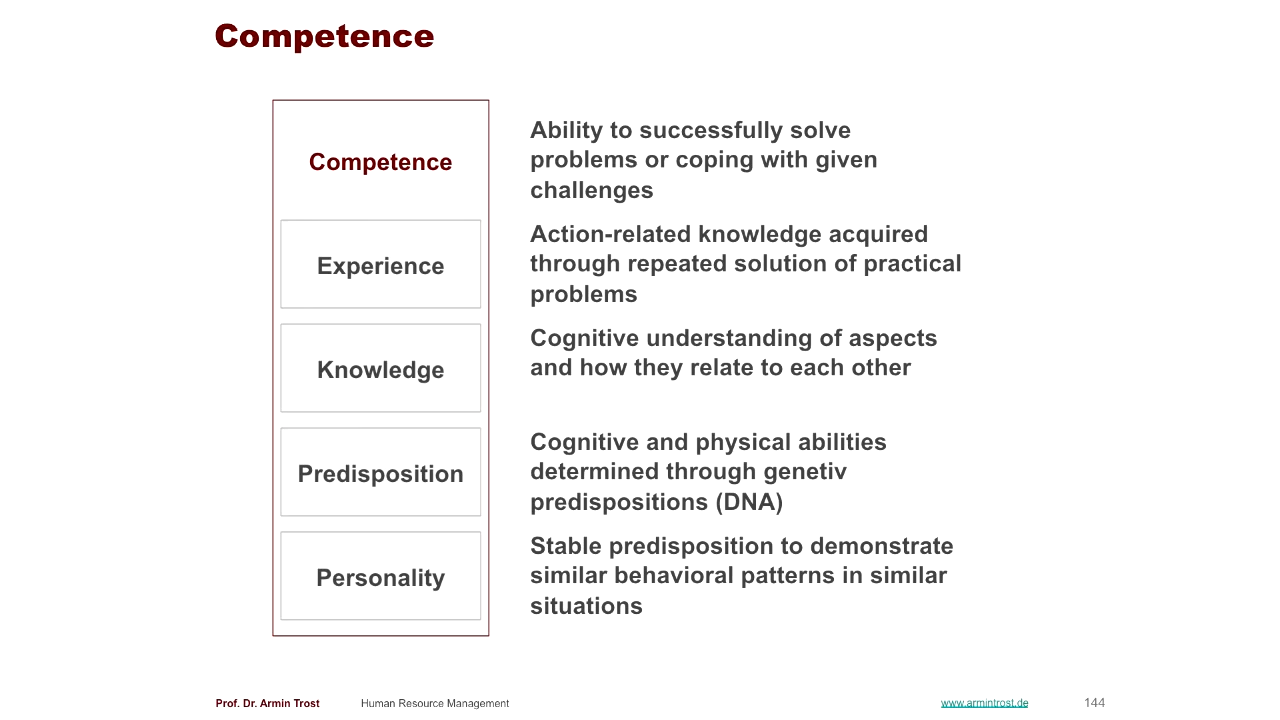 Competence
Competence
Ability to successfully solve
problems or coping with given
challenges
Experience
Action-related knowledge acquired
through repeated solution of practical
problems
Knowledge
Cognitive understanding of aspects
and how they relate to each other
Predisposition
Cognitive and physical abilities
determined through genetiv
predispositions (DNA)
Personality
Stable predisposition to demonstrate
similar behavioral patterns in similar
situations
Prof. Dr. Armin Trost Human Resource Management www.armintrost.de 144